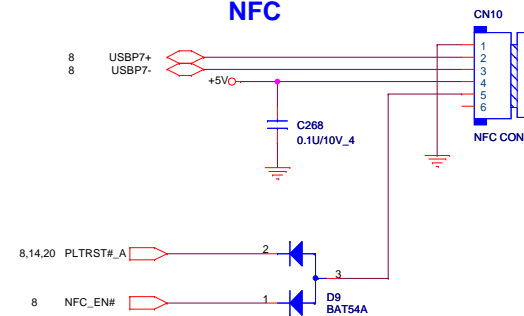 NFC
CN10
8 USBP7+
8 USBP7-
+5V
1
2
3
4
5
6
NFC CON
C268
0.1U/10V_4
8,14,20 PLTRST#_A
2
3
8 NFC_EN#
1
D9
BAT54A